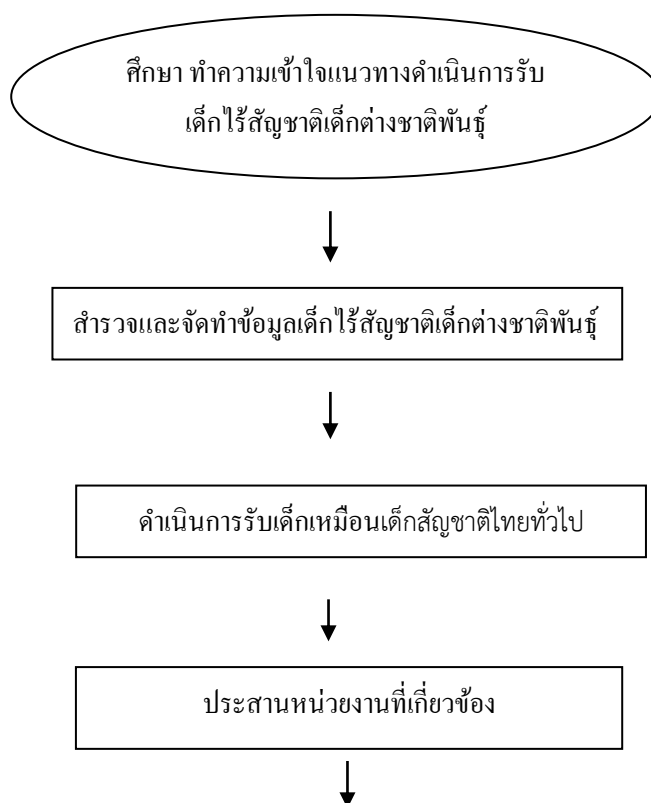 ศึกษา ทำความเข้าใจแนวทางดำเนินการรับ
เด็กไร้สัญชาติเด็กต่างชาติพันธุ์
สำรวจและจัดทำข้อมูลเด็กไร้สัญชาติเด็กต่างชาติพันธุ์
ดำเนินการรับเด็กเหมือนเด็กสัญชาติไทยทั่วไป
ประสานหน่วยงานที่เกี่ยวข้อง